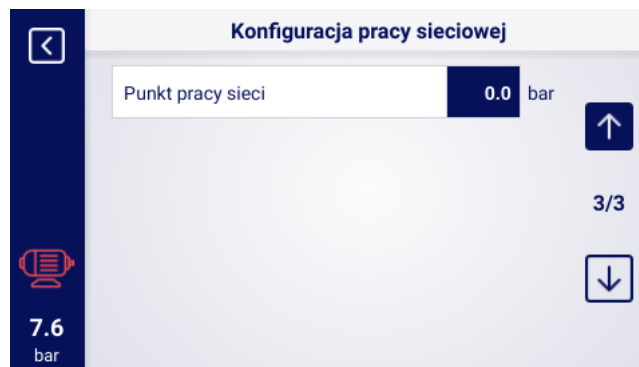 Konfiguracja pracy sieciowej
Punkt pracy sieci 0.0 bar
3/3
7.6
bar